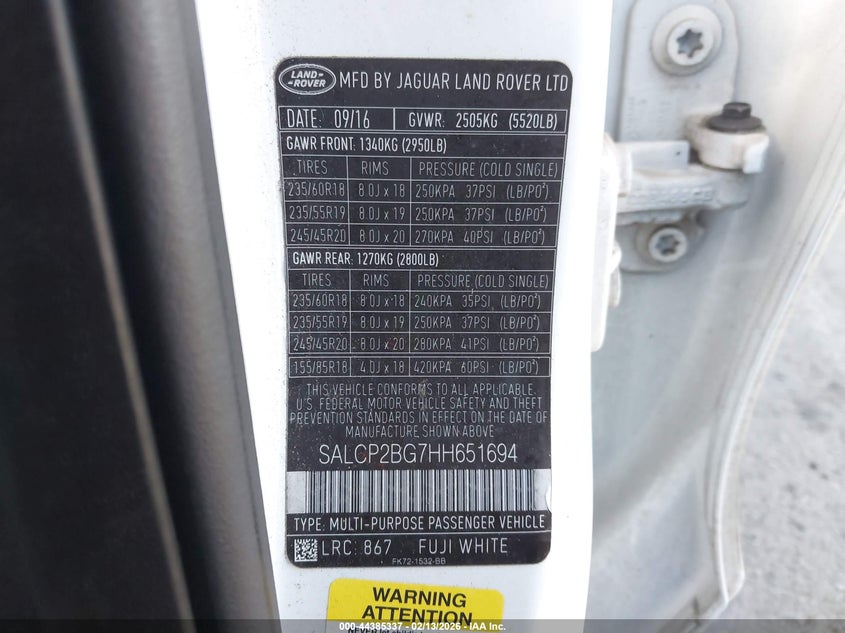 LAND ROVER MFD BY JAGUAR LAND ROVER LTD
DATE: 09/16 GVWR: 2505KG (5520LB)
GAWR FRONT: 1340KG (2950LB)
TIRES RIMS PRESSURE (COLD SINGLE)
235/60R18 8.0J x 18 250KPA 37PSI (LB/PO²)
235/55R19 8.0J x 19 250KPA 37PSI (LB/PO²)
245/45R20 8.0J x 20 270KPA 40PSI (LB/PO²)
GAWR REAR: 1270KG (2800LB)
TIRES RIMS PRESSURE (COLD SINGLE)
235/60R18 8.0J x 18 240KPA 35PSI (LB/PO²)
235/55R19 8.0J x 19 250KPA 37PSI (LB/PO²)
245/45R20 8.0J x 20 280KPA 41PSI (LB/PO²)
155/85R18 4.0J x 18 420KPA 60PSI (LB/PO²)
THIS VEHICLE CONFORMS TO ALL APPLICABLE
U.S. FEDERAL MOTOR VEHICLE SAFETY AND THEFT
PREVENTION STANDARDS IN EFFECT ON THE DATE OF
MANUFACTURE SHOWN ABOVE
SALCP2BG7HH651694
TYPE: MULTI-PURPOSE PASSENGER VEHICLE
LRC: 867 FUJI WHITE
FK72-1532-BB
WARNING
ATTENTION
000-44385337 - 02/13/2026 - IAAI, Inc.